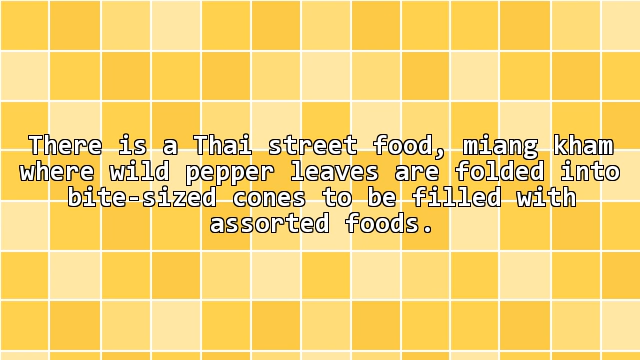 There is a Thai street food, miang kham
where wild pepper leaves are folded into
bite-sized cones to be filled with
assorted foods.